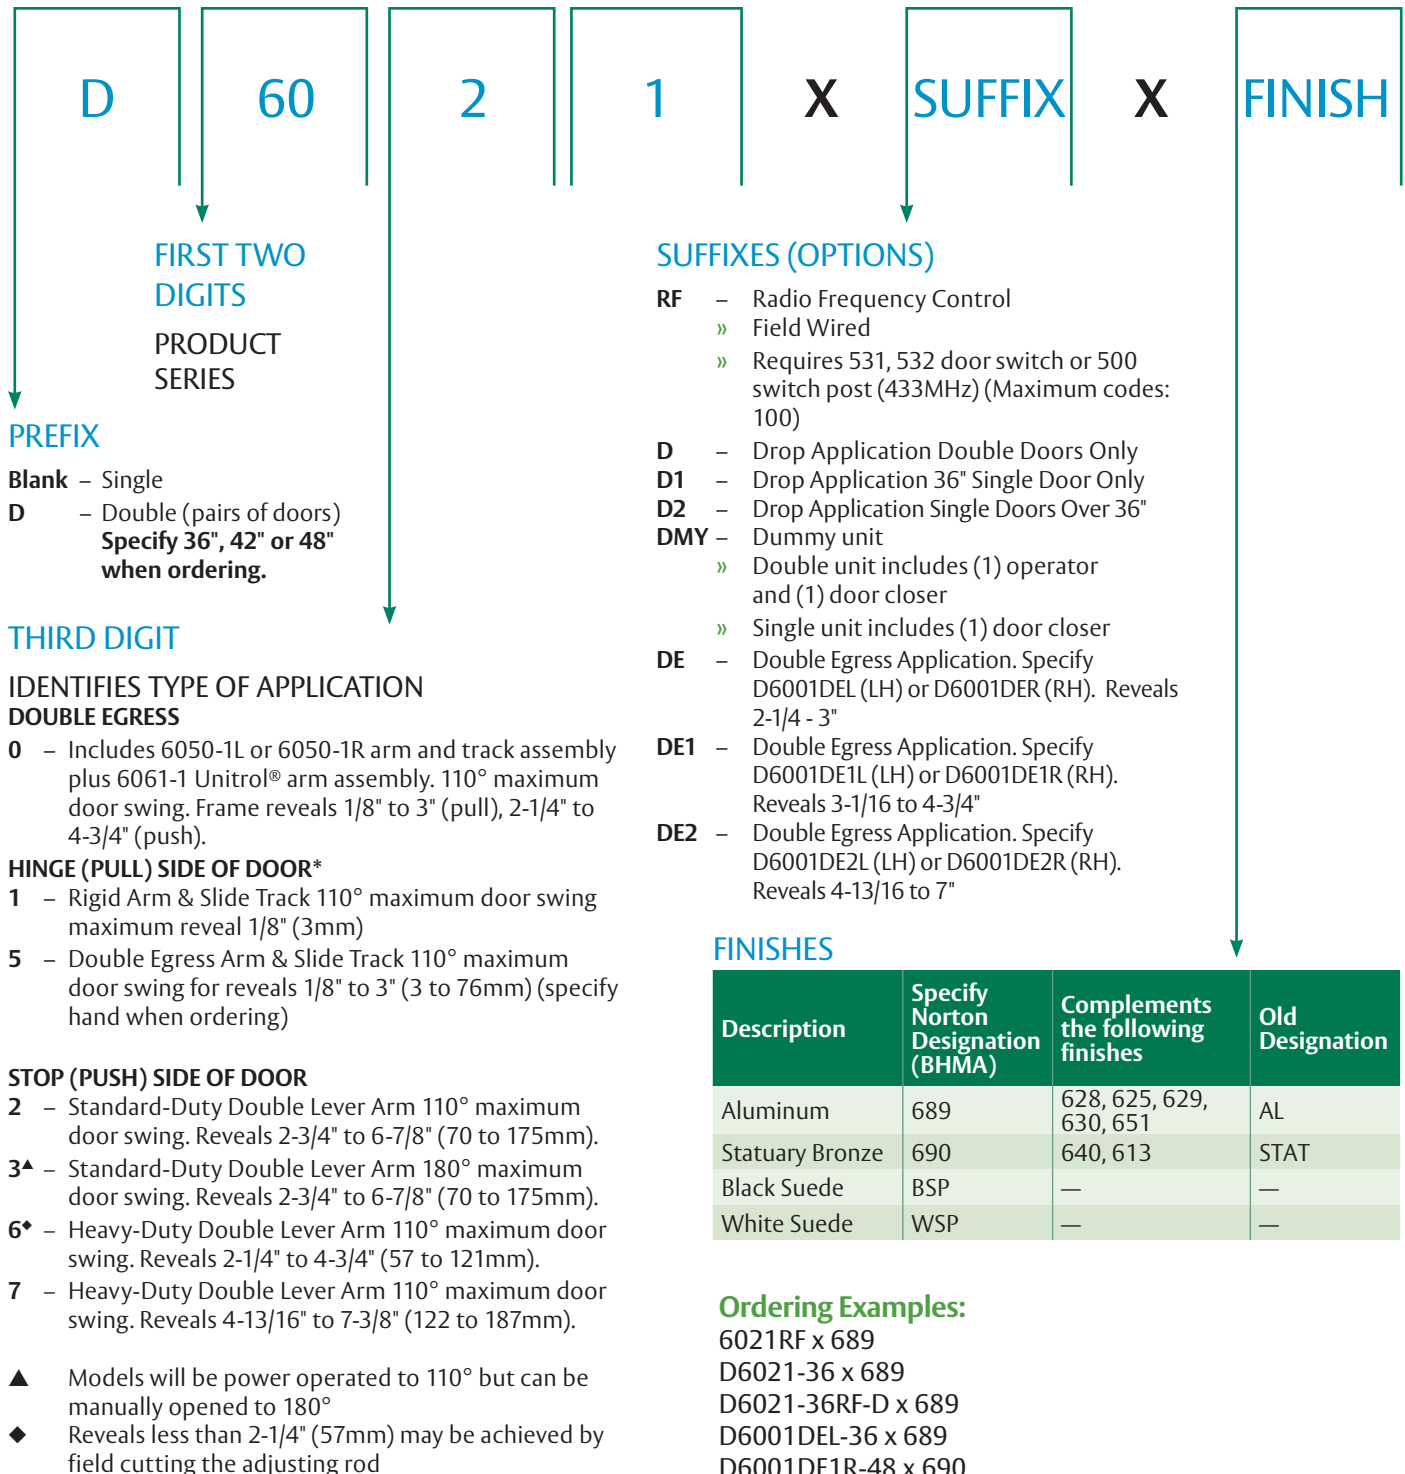 D 60 2 1 X SUFFIX X FINISH
FIRST TWO
DIGITS
PRODUCT
SERIES
PREFIX
Blank – Single
D – Double (pairs of doors)
Specify 36", 42" or 48"
when ordering.
THIRD DIGIT
IDENTIFIES TYPE OF APPLICATION
DOUBLE EGRESS
0 – Includes 6050-1L or 6050-1R arm and track assembly
plus 6061-1 Unitrol® arm assembly. 110° maximum
door swing. Frame reveals 1/8" to 3" (pull), 2-1/4" to
4-3/4" (push).
HINGE (PULL) SIDE OF DOOR*
1 – Rigid Arm & Slide Track 110° maximum door swing
maximum reveal 1/8" (3mm)
5 – Double Egress Arm & Slide Track 110° maximum
door swing for reveals 1/8" to 3" (3 to 76mm) (specify
hand when ordering)
STOP (PUSH) SIDE OF DOOR
2 – Standard-Duty Double Lever Arm 110° maximum
door swing. Reveals 2-3/4" to 6-7/8" (70 to 175mm).
3▲ – Standard-Duty Double Lever Arm 180° maximum
door swing. Reveals 2-3/4" to 6-7/8" (70 to 175mm).
6◆ – Heavy-Duty Double Lever Arm 110° maximum door
swing. Reveals 2-1/4" to 4-3/4" (57 to 121mm).
7 – Heavy-Duty Double Lever Arm 110° maximum door
swing. Reveals 4-13/16" to 7-3/8" (122 to 187mm).
▲ Models will be power operated to 110° but can be
manually opened to 180°
◆ Reveals less than 2-1/4" (57mm) may be achieved by
field cutting the adjusting rod
SUFFIXES (OPTIONS)
RF – Radio Frequency Control
» Field Wired
» Requires 531, 532 door switch or 500
switch post (433MHz) (Maximum codes:
100)
D – Drop Application Double Doors Only
D1 – Drop Application 36" Single Door Only
D2 – Drop Application Single Doors Over 36"
DMY – Dummy unit
» Double unit includes (1) operator
and (1) door closer
» Single unit includes (1) door closer
DE – Double Egress Application. Specify
D6001DEL (LH) or D6001DER (RH). Reveals
2-1/4 - 3"
DE1 – Double Egress Application. Specify
D6001DE1L (LH) or D6001DE1R (RH).
Reveals 3-1/16 to 4-3/4"
DE2 – Double Egress Application. Specify
D6001DE2L (LH) or D6001DE2R (RH).
Reveals 4-13/16 to 7"
FINISHES
Description
Specify
Norton
Designation
(BHMA)
Complements
the following
finishes
Old
Designation
Aluminum 689 628, 625, 629,
630, 651 AL
Statuary Bronze 690 640, 613 STAT
Black Suede BSP — —
White Suede WSP — —
Ordering Examples:
6021RF x 689
D6021-36 x 689
D6021-36RF-D x 689
D6001DEL-36 x 689
D6001DE1R-48 x 690